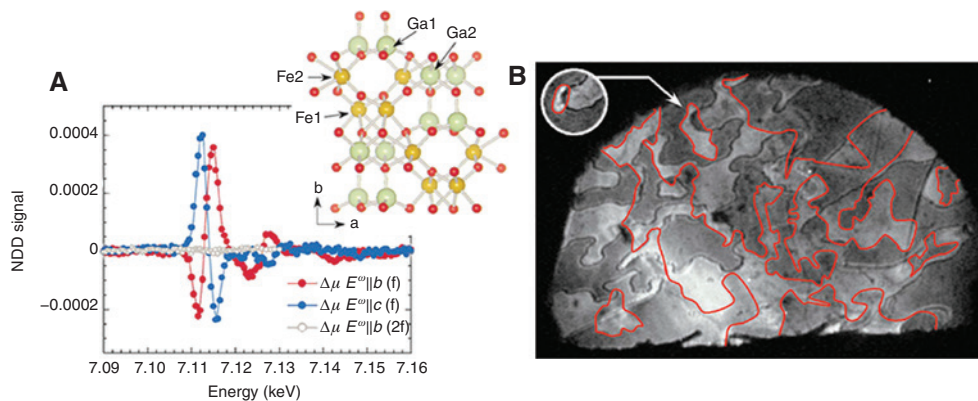 A
B
Ga1
Ga2
Fe2
Fe1
b
a
NDD signal
0.0004
0.0002
0
−0.0002
Δμ E^ω||b (f)
Δμ E^ω||c (f)
Δμ E^ω||b (2f)
7.09 7.10 7.11 7.12 7.13 7.14 7.15 7.16
Energy (keV)